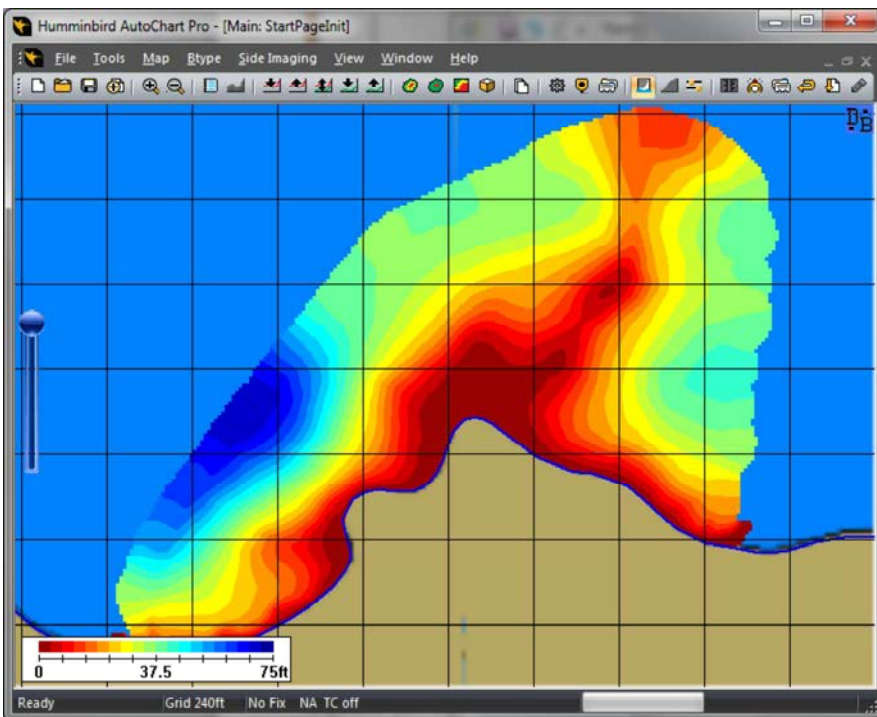 Humminbird AutoChart Pro - [Main: StartPageInit]
File Tools Map Btype Side Imaging View Window Help
DB
0 37.5 75ft
Ready Grid 240ft No Fix NA TC off